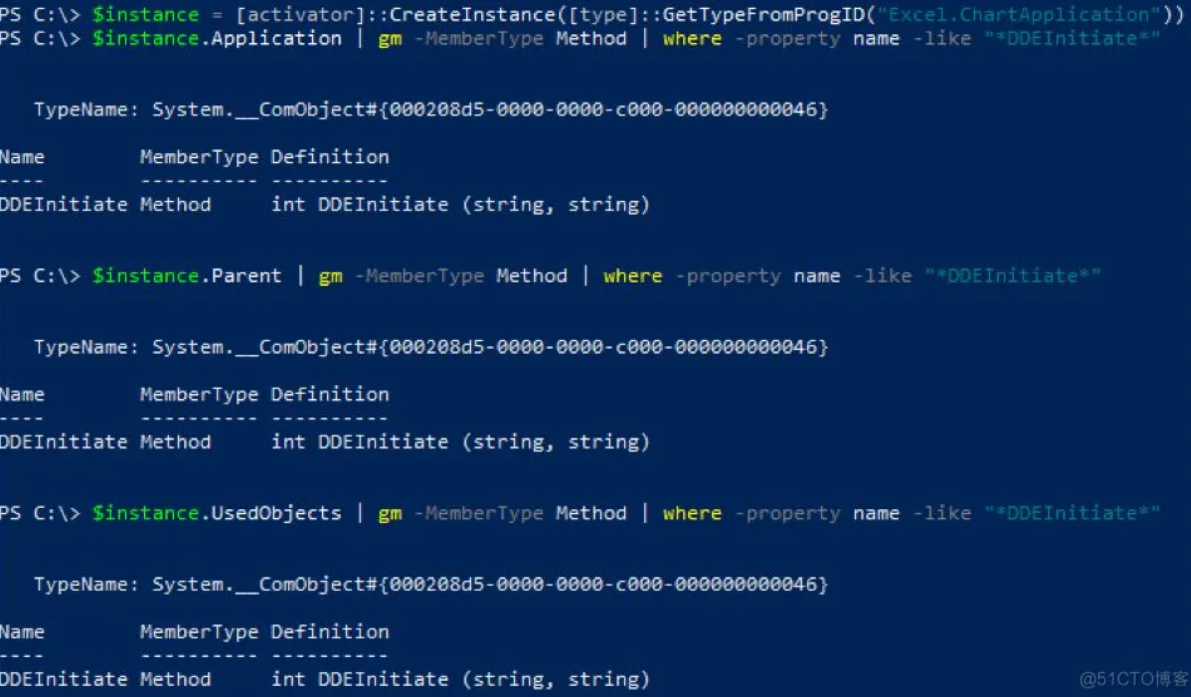 PS C:\> $instance = [activator]::CreateInstance([type]::GetTypeFromProgID("Excel.ChartApplication"))
PS C:\> $instance.Application | gm -MemberType Method | where -property name -like "*DDEInitiate*"
TypeName: System.__ComObject#{000208d5-0000-0000-c000-000000000046}
Name MemberType Definition
---- ---------- ----------
DDEInitiate Method int DDEInitiate (string, string)
PS C:\> $instance.Parent | gm -MemberType Method | where -property name -like "*DDEInitiate*"
TypeName: System.__ComObject#{000208d5-0000-0000-c000-000000000046}
Name MemberType Definition
---- ---------- ----------
DDEInitiate Method int DDEInitiate (string, string)
PS C:\> $instance.UsedObjects | gm -MemberType Method | where -property name -like "*DDEInitiate*"
TypeName: System.__ComObject#{000208d5-0000-0000-c000-000000000046}
Name MemberType Definition
---- ---------- ----------
DDEInitiate Method int DDEInitiate (string, string)
@51CTO博客